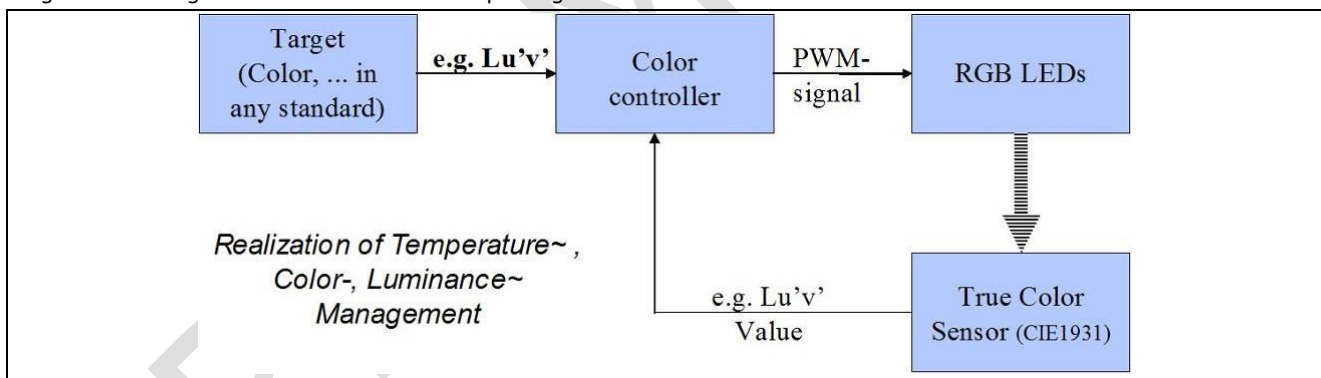 Target
(Color, ... in
any standard)
e.g. Lu'v'
Color
controller
PWM-
signal
RGB LEDs
Realization of Temperature~ ,
Color-, Luminance~
Management
e.g. Lu'v'
Value
True Color
Sensor (CIE1931)